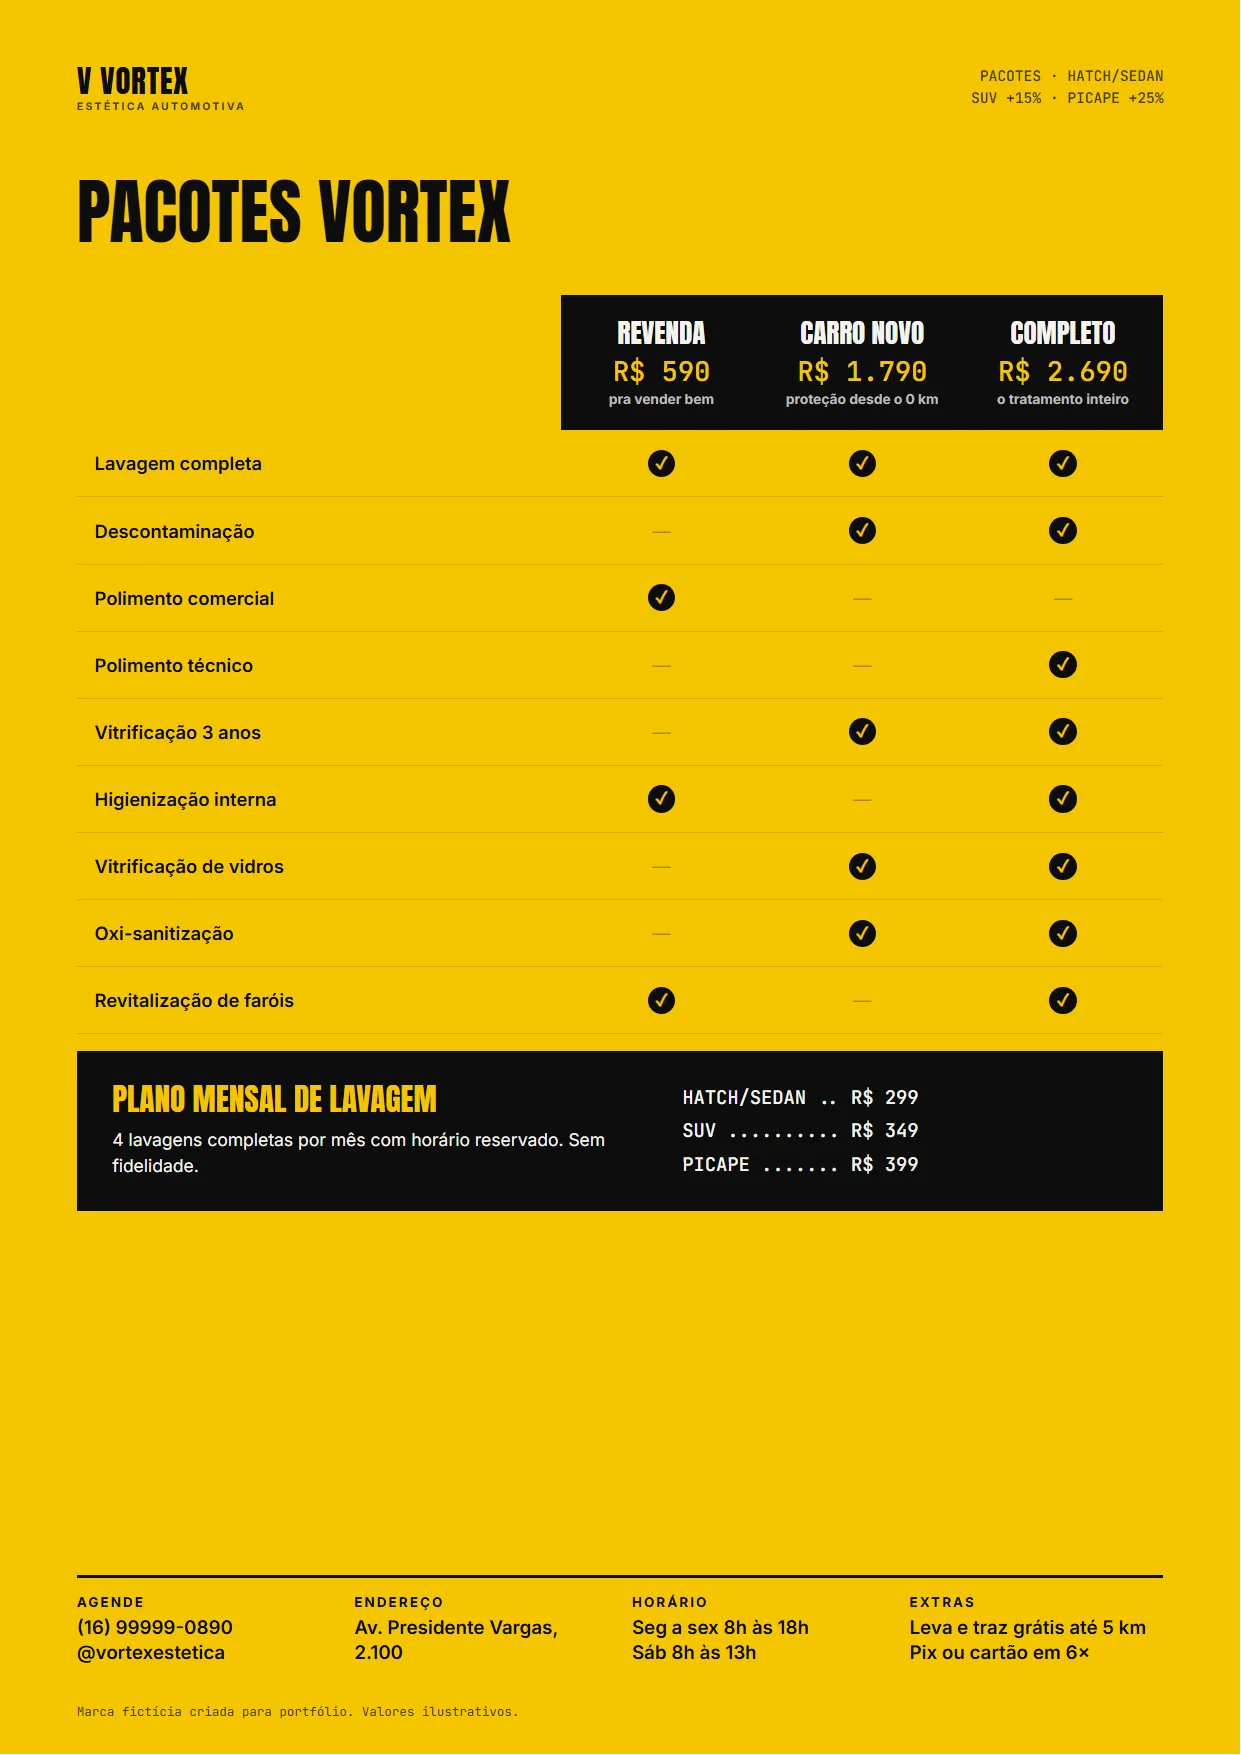 V VORTEX
ESTÉTICA AUTOMOTIVA
PACOTES · HATCH/SEDAN
SUV +15% · PICAPE +25%
PACOTES VORTEX
REVENDA CARRO NOVO COMPLETO
R$ 590 R$ 1.790 R$ 2.690
pra vender bem proteção desde o 0 km o tratamento inteiro
Lavagem completa ✓ ✓ ✓
Descontaminação — ✓ ✓
Polimento comercial ✓ — —
Polimento técnico — — ✓
Vitrificação 3 anos — ✓ ✓
Higienização interna ✓ — ✓
Vitrificação de vidros — ✓ ✓
Oxi-sanitização — ✓ ✓
Revitalização de faróis ✓ — ✓
PLANO MENSAL DE LAVAGEM
4 lavagens completas por mês com horário reservado. Sem
fidelidade.
HATCH/SEDAN .. R$ 299
SUV .......... R$ 349
PICAPE ....... R$ 399
AGENDE
(16) 99999-0890
@vortexestetica
ENDEREÇO
Av. Presidente Vargas,
2.100
HORÁRIO
Seg a sex 8h às 18h
Sáb 8h às 13h
EXTRAS
Leva e traz grátis até 5 km
Pix ou cartão em 6×
Marca fictícia criada para portfólio. Valores ilustrativos.